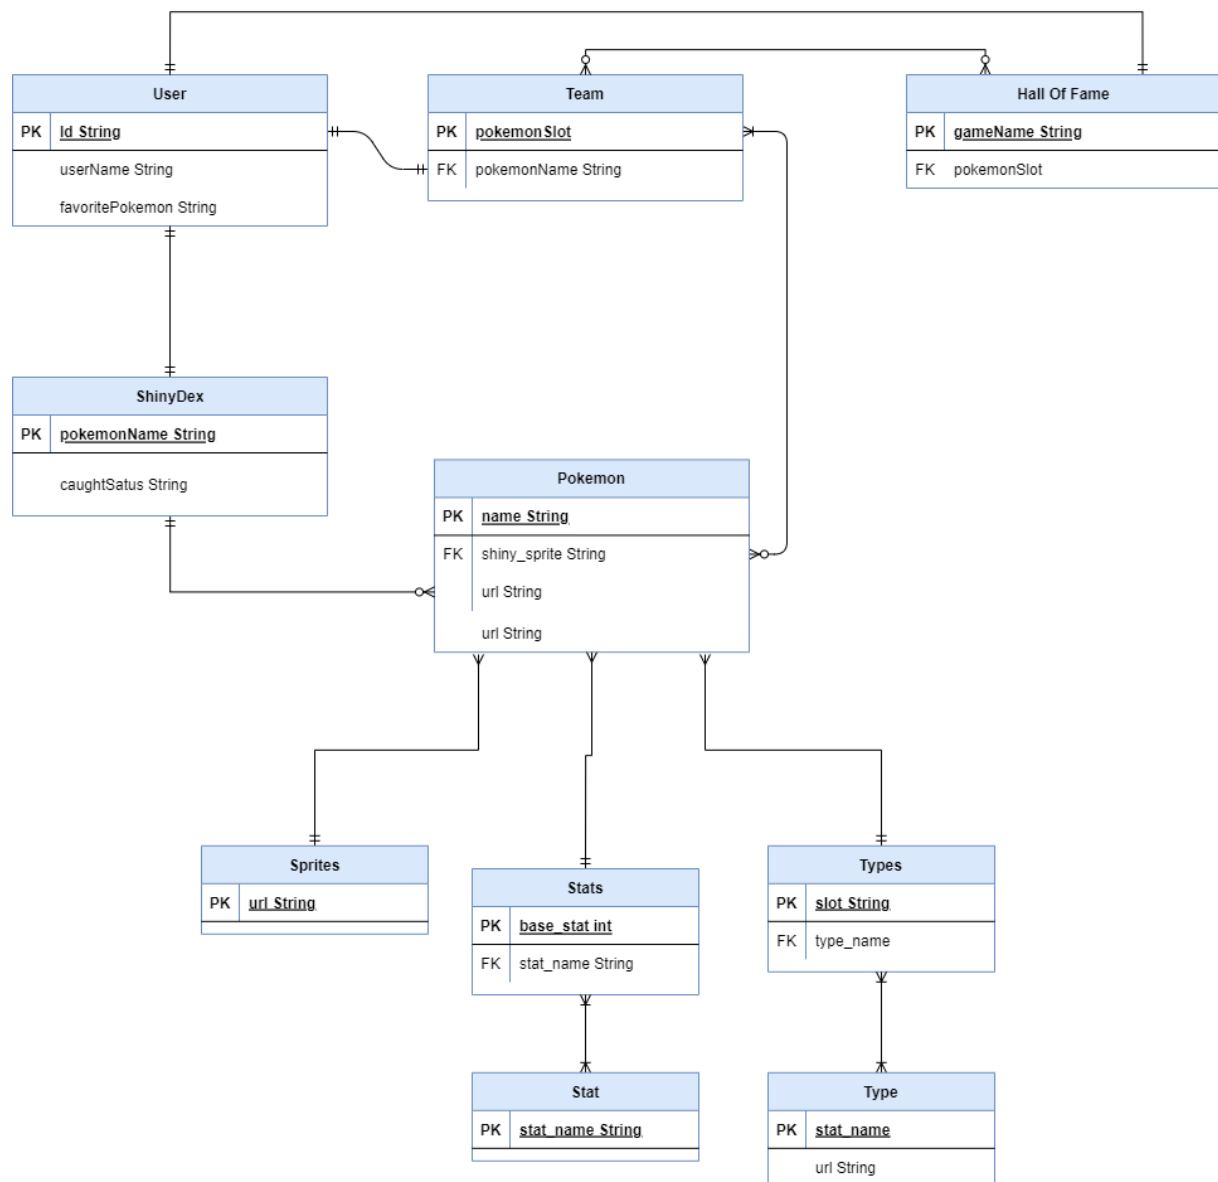 User
PK Id String
userName String
favoritePokemon String
Team
PK pokemonSlot
FK pokemonName String
Hall Of Fame
PK gameName String
FK pokemonSlot
ShinyDex
PK pokemonName String
caughtSatus String
Pokemon
PK name String
FK shiny_sprite String
url String
url String
Sprites
PK url String
Stats
PK base_stat int
FK stat_name String
Types
PK slot String
FK type_name
Stat
PK stat_name String
Type
PK stat_name
url String